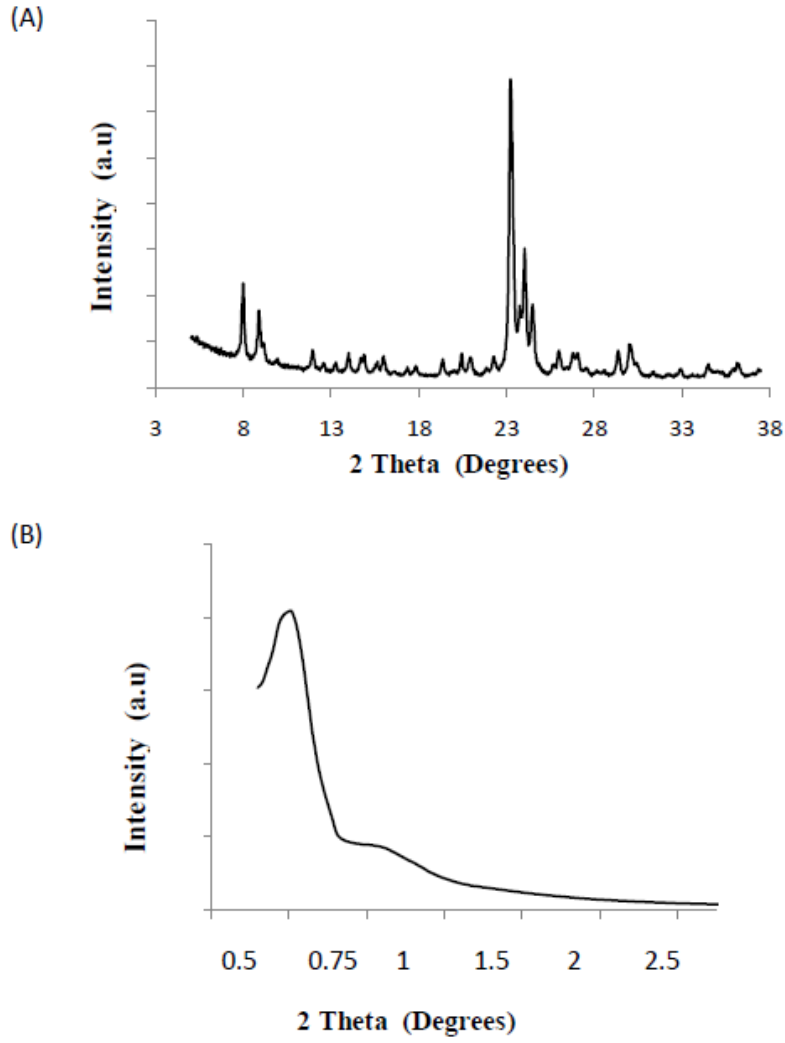 (A)
Intensity (a.u)
3 8 13 18 23 28 33 38
2 Theta (Degrees)
(B)
Intensity (a.u)
0.5 0.75 1 1.5 2 2.5
2 Theta (Degrees)